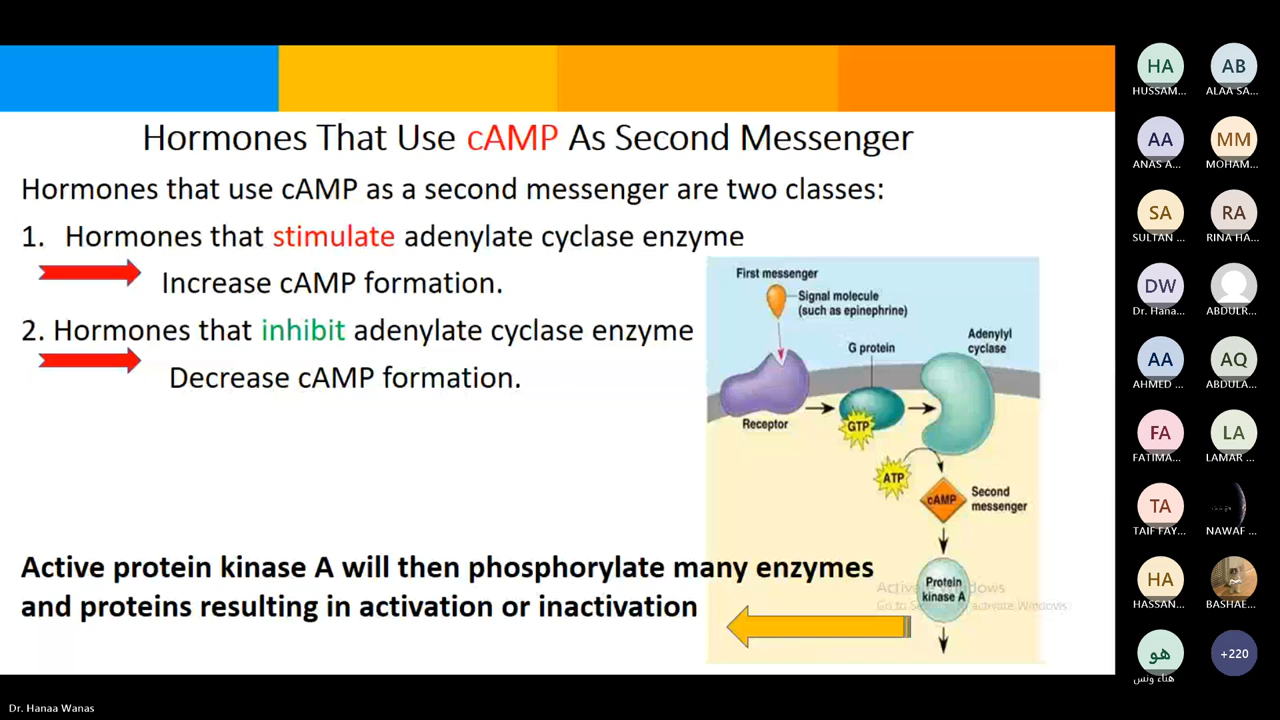 Hormones That Use cAMP As Second Messenger
Hormones that use cAMP as a second messenger are two classes:
1. Hormones that stimulate adenylate cyclase enzyme
Increase cAMP formation.
2. Hormones that inhibit adenylate cyclase enzyme
Decrease cAMP formation.
Active protein kinase A will then phosphorylate many enzymes
and proteins resulting in activation or inactivation
First messenger
Signal molecule
(such as epinephrine)
Adenylyl
cyclase
G protein
GTP
Receptor
ATP
cAMP
Second
messenger
Protein
kinase A
Activate Windows
Go to Se activate Windows
HA
HUSSAM...
AB
ALAA SA...
AA
ANAS A...
MM
MOHAM...
SA
SULTAN ...
RA
RINA HA...
DW
Dr. Hana...
ABDULR...
AA
AHMED ...
AQ
ABDULA...
FA
FATIMA...
LA
LAMAR ...
TA
TAIF FAY...
NAWAF ...
HA
HASSAN...
BASHAE...
هو
هناء ونس
+220
Dr. Hanaa Wanas